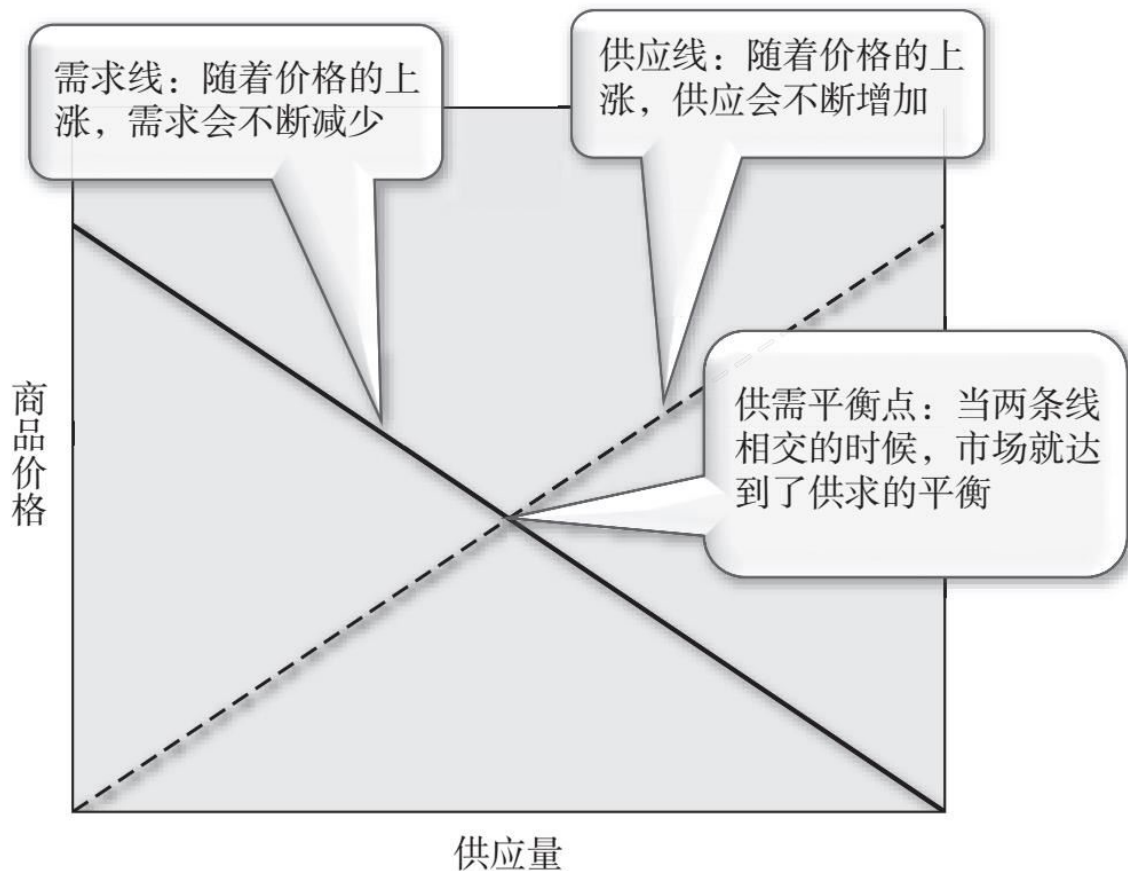 需求线：随着价格的上
涨，需求会不断减少
供应线：随着价格的上
涨，供应会不断增加
供需平衡点：当两条线
相交的时候，市场就达
到了供求的平衡
商品价格
供应量